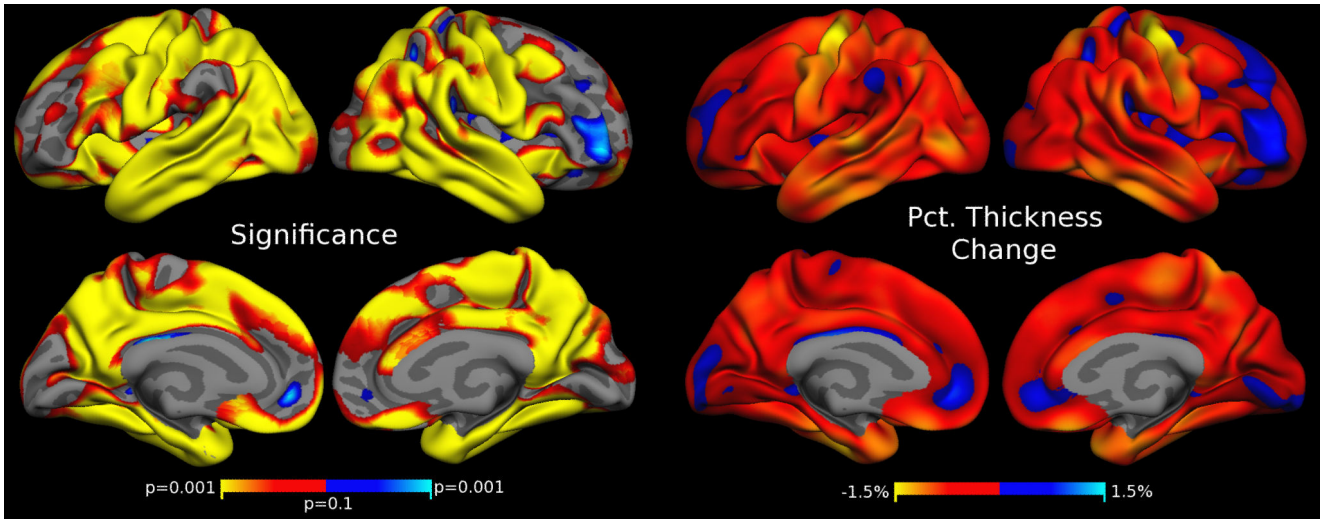 Significance
Pct. Thickness
Change
p=0.001
p=0.001
p=0.1
-1.5%
1.5%